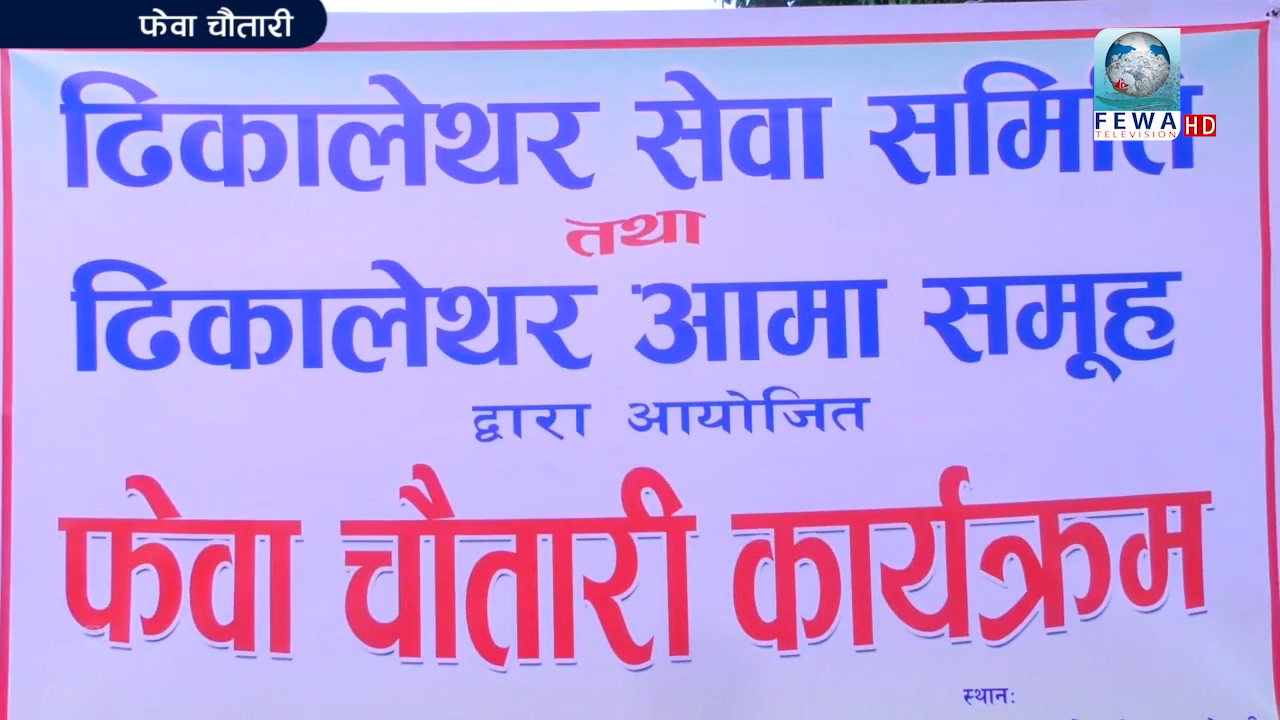 फेवा चौतारी
ढिकालेथर सेवा समिति
तथा
ढिकालेथर आमा समूह
द्वारा आयोजित
फेवा चौतारी कार्यक्रम
स्थानः
FEWA
TELEVISION HD